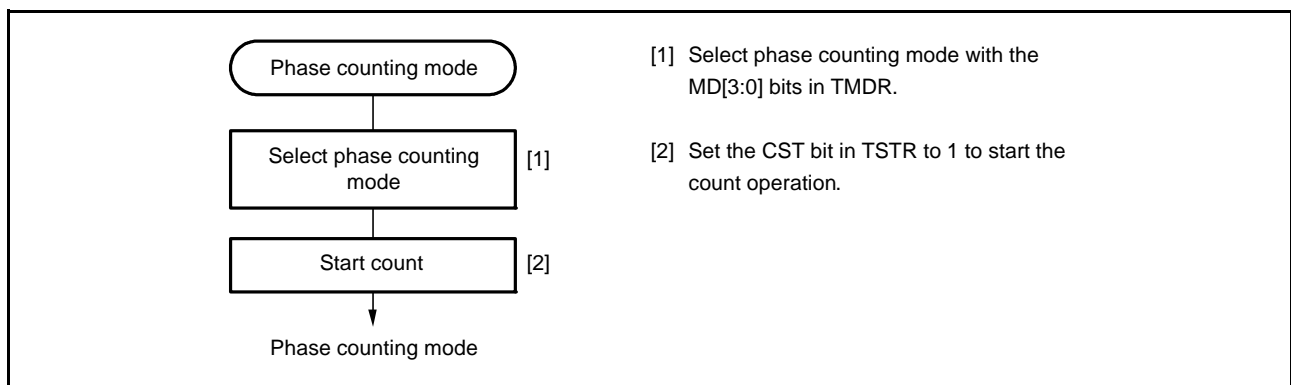 Phase counting mode
Select phase counting
mode
[1]
Start count
[2]
Phase counting mode
[1] Select phase counting mode with the
MD[3:0] bits in TMDR.
[2] Set the CST bit in TSTR to 1 to start the
count operation.